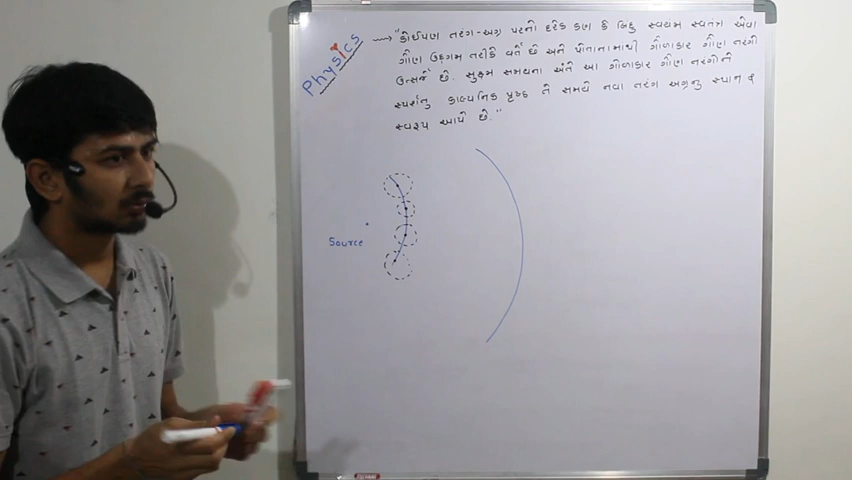 Physics
"કોઈપણ તરંગ-અગ્ર પરનો દરેક કણ કે બિંદુ સ્વયમ સ્વતંત્ર એવા
ગૌણ ઉદ્દગમ તરીકે વર્તે છે અને પોતાનામાંથી ગોળાકાર ગૌણ તરંગો
ઉત્સર્જે છે. સુક્ષ્મ સમયના અંતે આ ગોળાકાર ગૌણ તરંગોને
સ્પર્શતુ કાલ્પનિક પૃષ્ઠ તે સમયે નવા તરંગ અગ્રનુ સ્થાન
સ્વરૂપ આપે છે."
Source